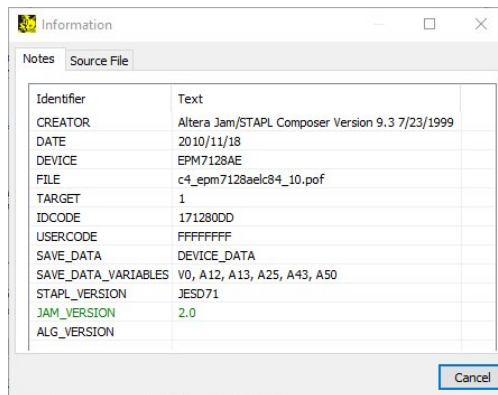 Information
Notes Source File
Identifier Text
CREATOR Altera Jam/STAPL Composer Version 9.3 7/23/1999
DATE 2010/11/18
DEVICE EPM7128AE
FILE c4_epm7128aelc84_10.pof
TARGET 1
IDCODE 171280DD
USERCODE FFFFFFFF
SAVE_DATA DEVICE_DATA
SAVE_DATA_VARIABLES V0, A12, A13, A25, A43, A50
STAPL_VERSION JESD71
JAM_VERSION 2.0
ALG_VERSION
Cancel